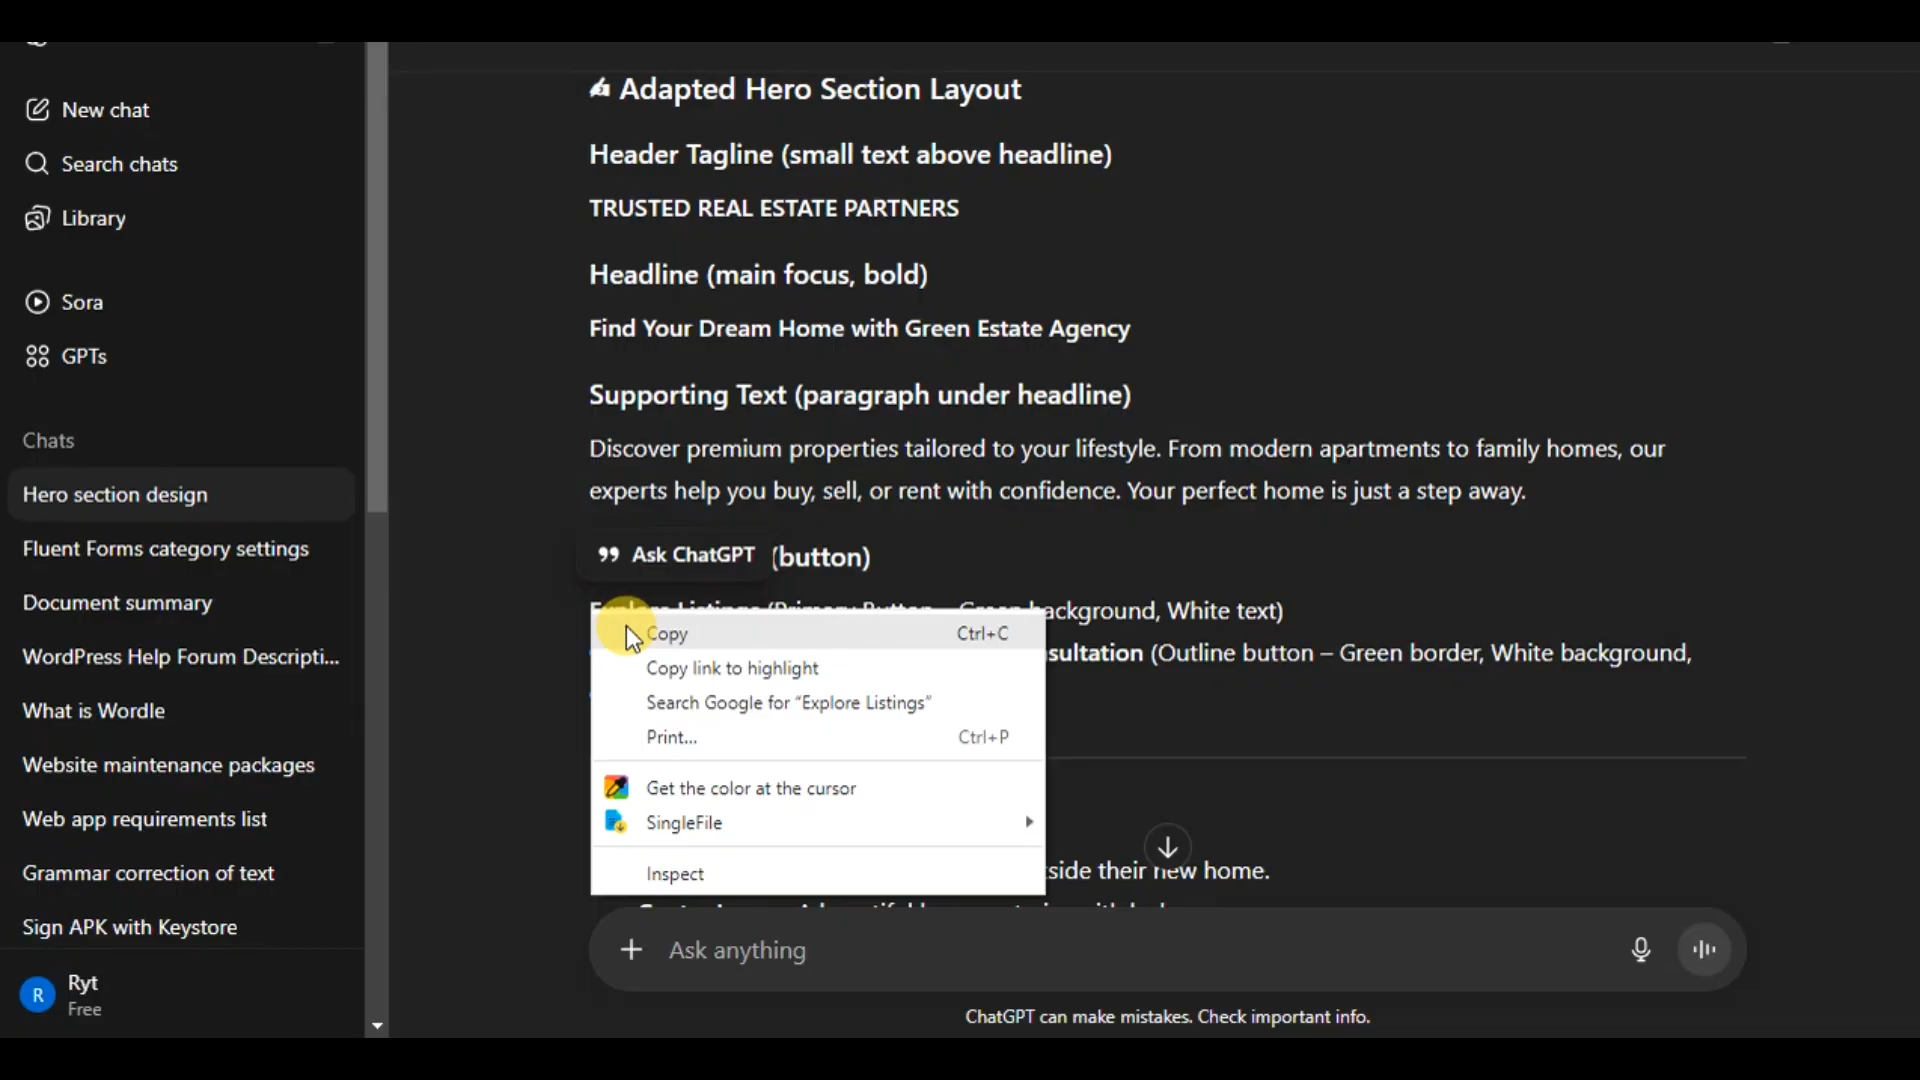 New chat
Search chats
Library
Sora
GPTs
Chats
Hero section design
Fluent Forms category settings
Document summary
WordPress Help Forum Descripti...
What is Wordle
Website maintenance packages
Web app requirements list
Grammar correction of text
Sign APK with Keystore
R
Ryt
Free
Adapted Hero Section Layout
Header Tagline (small text above headline)
TRUSTED REAL ESTATE PARTNERS
Headline (main focus, bold)
Find Your Dream Home with Green Estate Agency
Supporting Text (paragraph under headline)
Discover premium properties tailored to your lifestyle. From modern apartments to family homes, our
experts help you buy, sell, or rent with confidence. Your perfect home is just a step away.
Ask ChatGPT (button)
Explore Listings (Primary Button – Green background, White text)
sultation (Outline button – Green border, White background,
Copy Ctrl+C
Copy link to highlight
Search Google for “Explore Listings”
Print... Ctrl+P
Get the color at the cursor
SingleFile
Inspect
side their new home.
Ask anything
ChatGPT can make mistakes. Check important info.